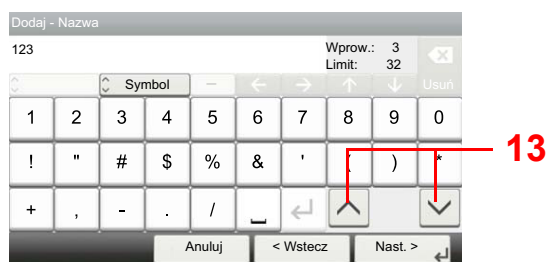 Dodaj - Nazwa
123
Wprow.: 3
Limit: 32
Symbol - Usuń
1 2 3 4 5 6 7 8 9 0
! " # $ % & ' ( ) *
+ , - . /
13
Anuluj < Wstecz Nast. >